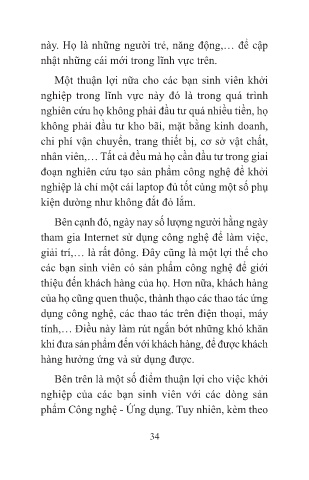 này. Họ là những người trẻ, năng động,… để cập
nhật những cái mới trong lĩnh vực trên.
Một thuận lợi nữa cho các bạn sinh viên khởi
nghiệp trong lĩnh vực này đó là trong quá trình
nghiên cứu họ không phải đầu tư quá nhiều tiền, họ
không phải đầu tư kho bãi, mặt bằng kinh doanh,
chi phí vận chuyển, trang thiết bị, cơ sở vật chất,
nhân viên,… Tất cả đều mà họ cần đầu tư trong giai
đoạn nghiên cứu tạo sản phẩm công nghệ để khởi
nghiệp là chỉ một cái laptop đủ tốt cùng một số phụ
kiện dường như không đắt đỏ lắm.
Bên cạnh đó, ngày nay số lượng người hằng ngày
tham gia Internet sử dụng công nghệ để làm việc,
giải trí,… là rất đông. Đây cũng là một lợi thế cho
các bạn sinh viên có sản phẩm công nghệ để giới
thiệu đến khách hàng của họ. Hơn nữa, khách hàng
của họ cũng quen thuộc, thành thạo các thao tác ứng
dụng công nghệ, các thao tác trên điện thoại, máy
tính,… Điều này làm rút ngắn bớt những khó khăn
khi đưa sản phẩm đến với khách hàng, để được khách
hàng hưởng ứng và sử dụng được.
Bên trên là một số điểm thuận lợi cho việc khởi
nghiệp của các bạn sinh viên với các dòng sản
phẩm Công nghệ - Ứng dụng. Tuy nhiên, kèm theo
34